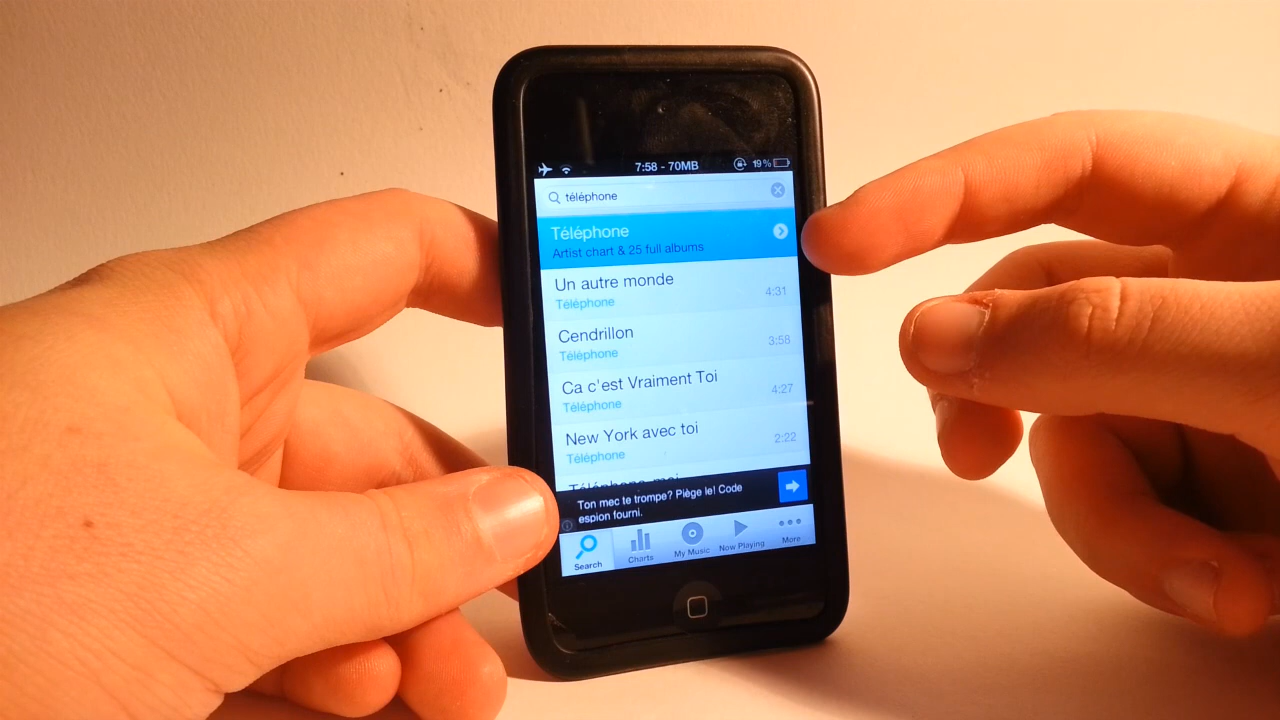 7:58 - 70MB
19%
téléphone
Téléphone
Artist chart & 25 full albums
Un autre monde
Téléphone
4:31
Cendrillon
Téléphone
3:58
Ca c'est Vraiment Toi
Téléphone
4:27
New York avec toi
Téléphone
2:22
Téléphone moi
Ton mec te trompe? Piège le! Code
espion fourni.
Search
Charts
My Music
Now Playing
More